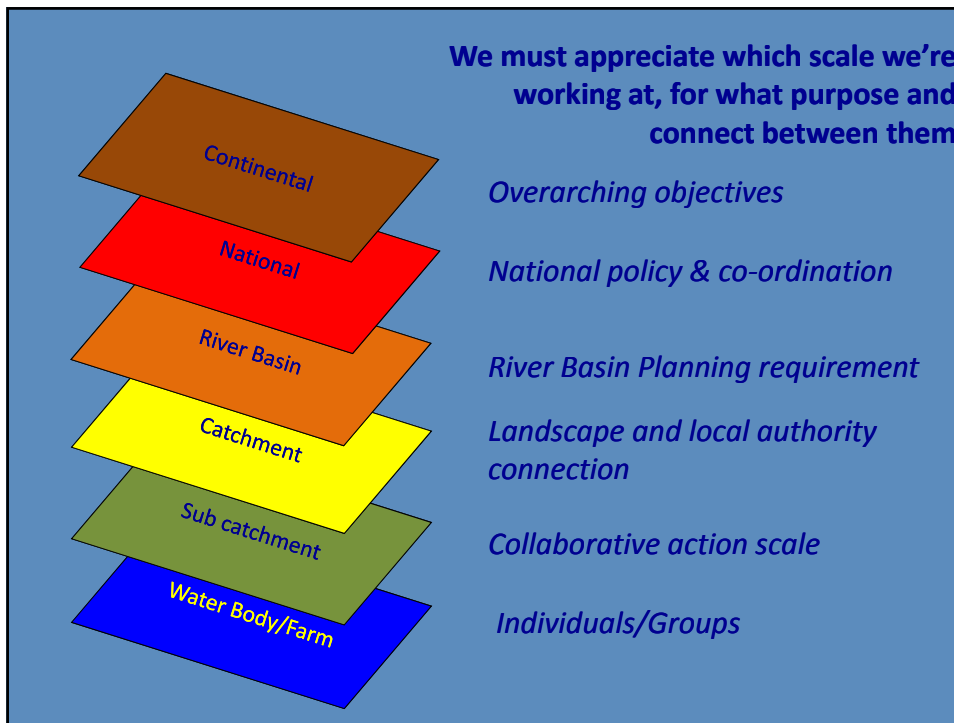 We must appreciate which scale we're
working at, for what purpose and
connect between them
Continental
Overarching objectives
National
National policy & co-ordination
River Basin
River Basin Planning requirement
Catchment
Landscape and local authority
connection
Sub catchment
Collaborative action scale
Water Body/Farm
Individuals/Groups